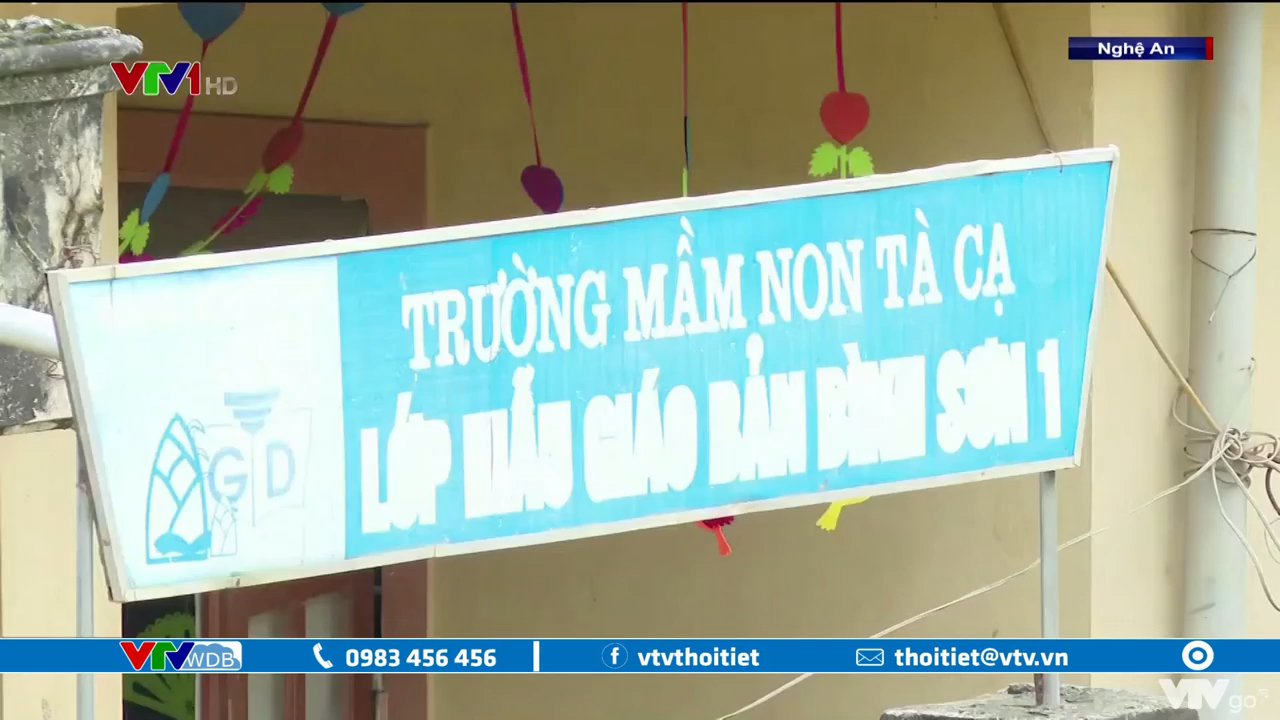 VTV1 HD
Nghệ An
TRƯỜNG MẦM NON TÀ CẠ
LỚP MẪU GIÁO BẢN BÌNH SƠN 1
G D
VTV WDB
0983 456 456
vtvthoitiet
thoitiet@vtv.vn
VTV go